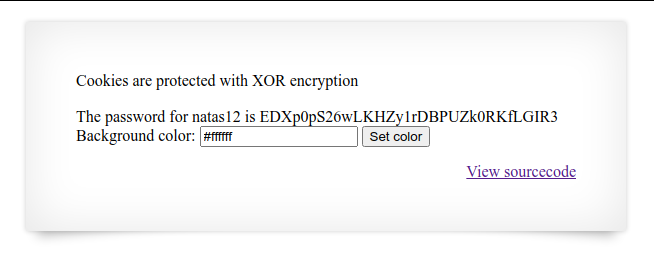 Cookies are protected with XOR encryption
The password for natas12 is EDXp0pS26wLKHZy1rDBPUZk0RKfLGIR3
Background color: #ffffff Set color
View sourcecode